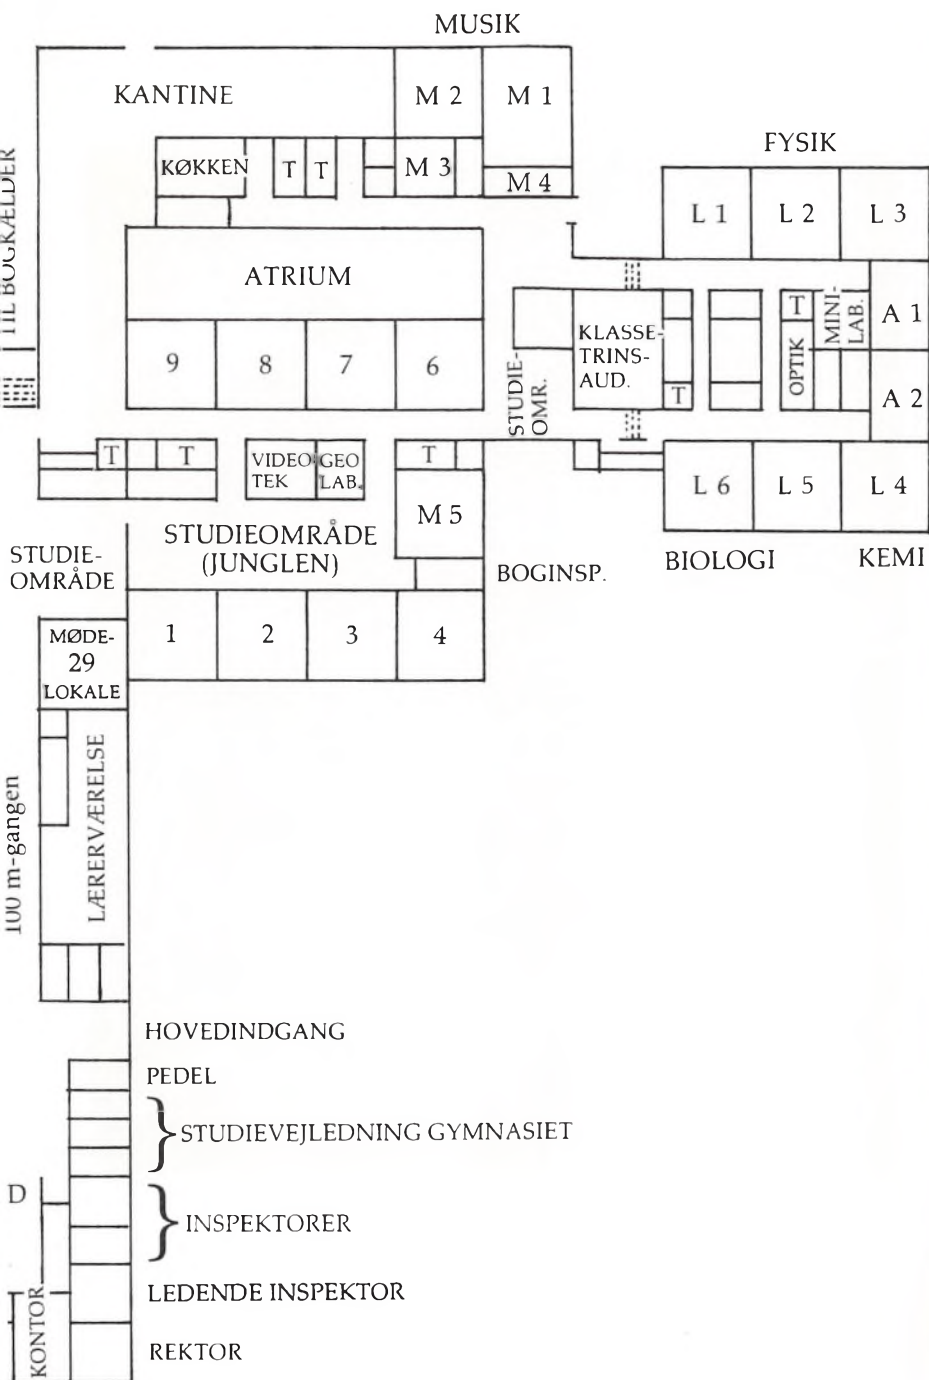 MUSIK
KANTINE
M 2
M 1
FYSIK
KØKKEN
T
T
M 3
M 4
TIL BOGKÆLDER
L 1
L 2
L 3
ATRIUM
9
8
7
6
STUDIE-
OMR.
KLASSE-
TRINS-
AUD.
T
T
OPTIK
MINI-
LAB.
A 1
A 2
T
T
VIDEO
TEK
GEO
LAB.
T
M 5
L 6
L 5
L 4
STUDIEOMRÅDE
(JUNGLEN)
STUDIE-
OMRÅDE
BOGINSP.
BIOLOGI
KEMI
MØDE-
29
LOKALE
1
2
3
4
LÆRERVÆRELSE
100 m-gangen
HOVEDINDGANG
PEDEL
STUDIEVEJLEDNING GYMNASIET
D
INSPEKTORER
LEDENDE INSPEKTOR
KONTOR
REKTOR